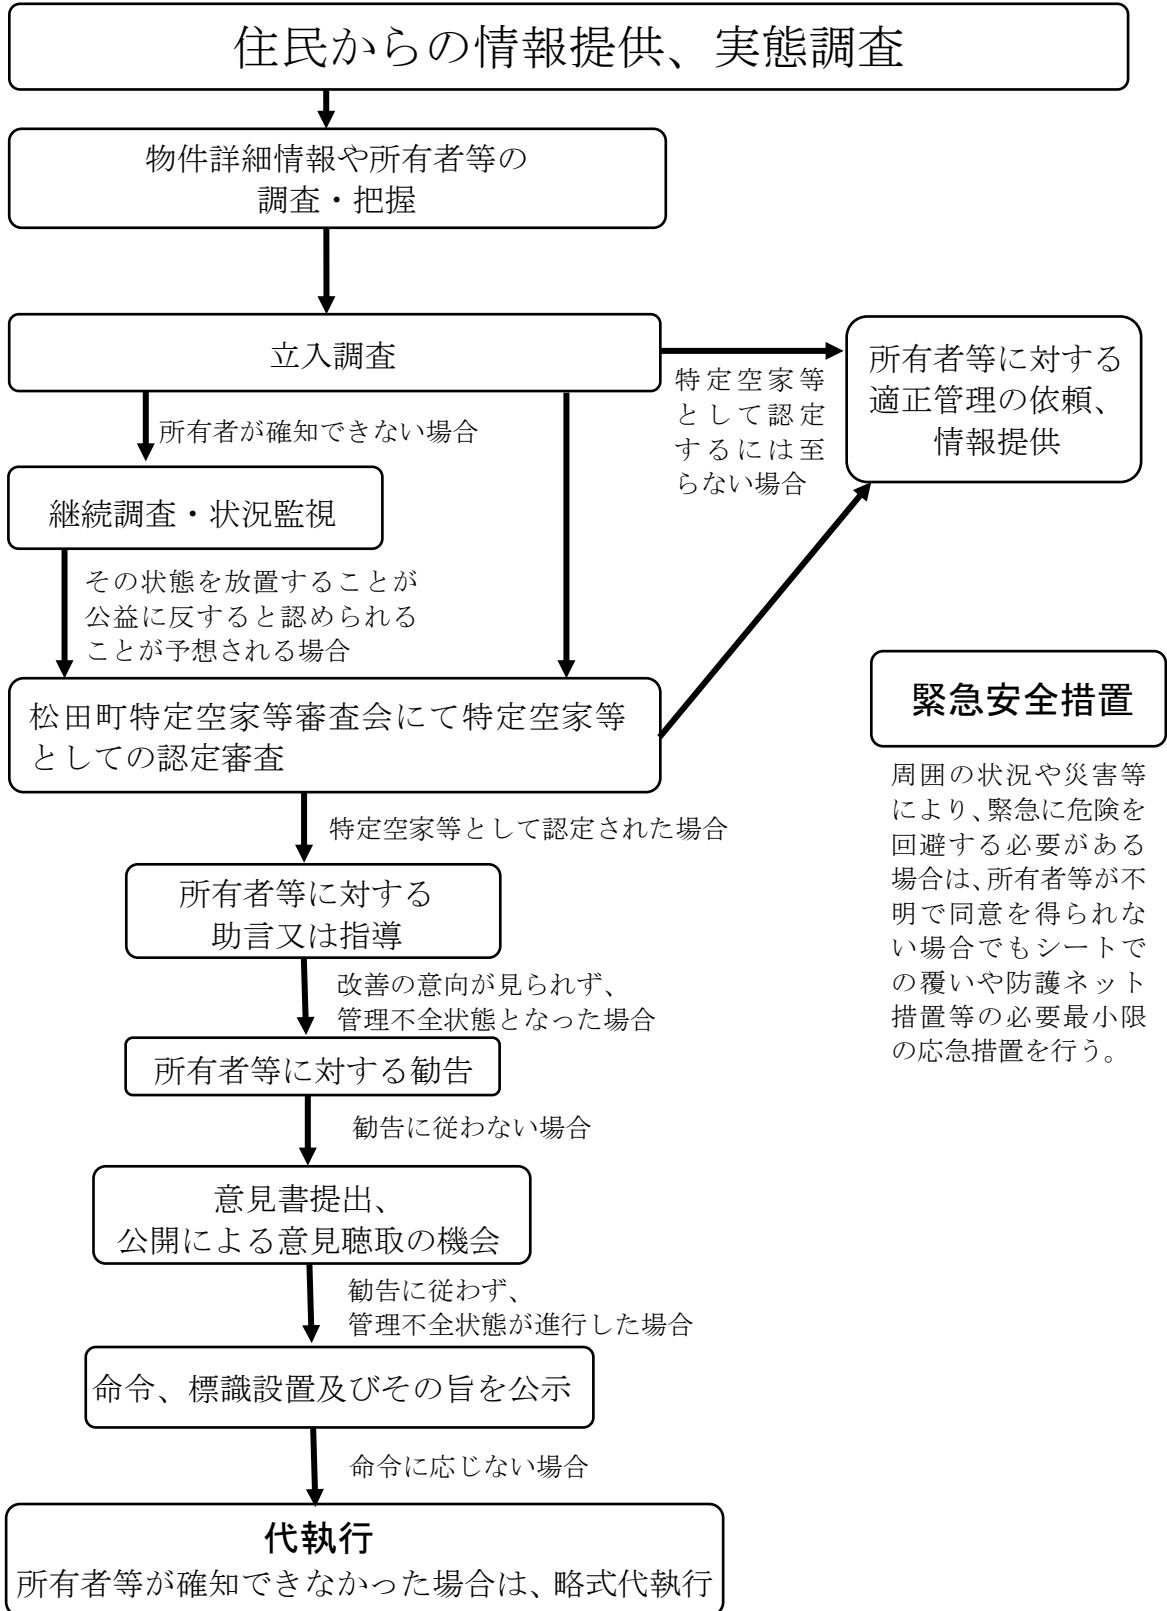 住民からの情報提供、実態調査
物件詳細情報や所有者等の
調査・把握
立入調査
特定空家等
として認定
するには至
らない場合
所有者等に対する
適正管理の依頼、
情報提供
所有者が確知できない場合
継続調査・状況監視
その状態を放置することが
公益に反すると認められる
ことが予想される場合
松田町特定空家等審査会にて特定空家等
としての認定審査
緊急安全措置
周囲の状況や災害等
により、緊急に危険を
回避する必要がある
場合は、所有者等が不
明で同意を得られな
い場合でもシートで
の覆いや防護ネット
措置等の必要最小限
の応急措置を行う。
特定空家等として認定された場合
所有者等に対する
助言又は指導
改善の意向が見られず、
管理不全状態となった場合
所有者等に対する勧告
勧告に従わない場合
意見書提出、
公開による意見聴取の機会
勧告に従わず、
管理不全状態が進行した場合
命令、標識設置及びその旨を公示
命令に応じない場合
代執行
所有者等が確知できなかった場合は、略式代執行